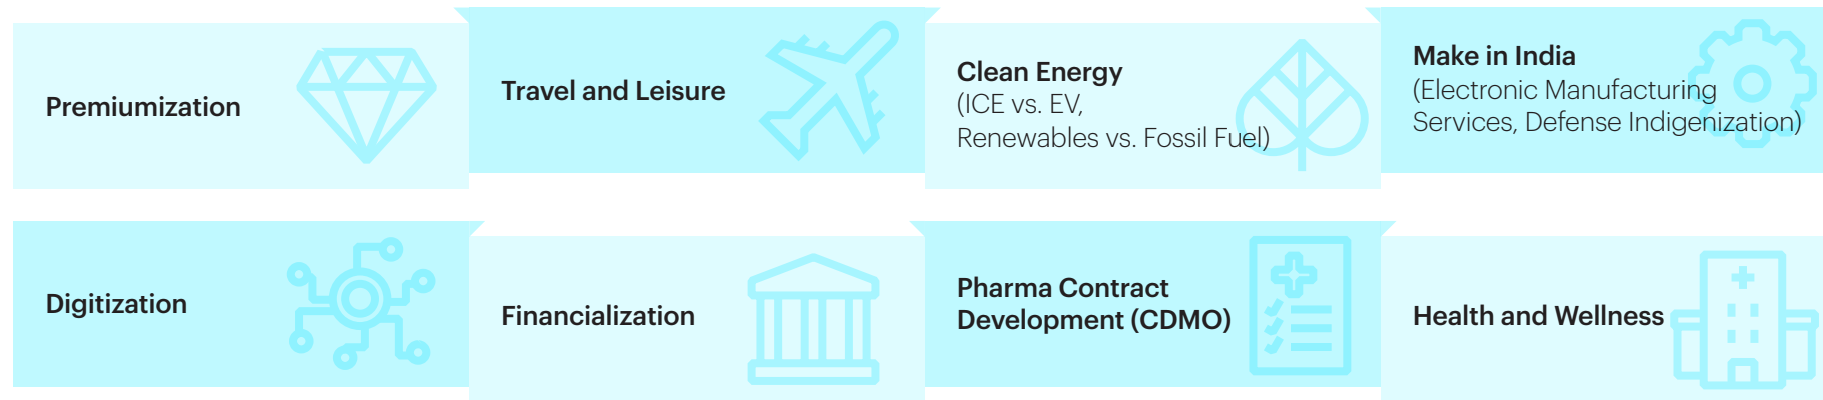 Premiumization
Travel and Leisure
Clean Energy
(ICE vs. EV,
Renewables vs. Fossil Fuel)
Make in India
(Electronic Manufacturing
Services, Defense Indigenization)
Digitization
Financialization
Pharma Contract
Development (CDMO)
Health and Wellness